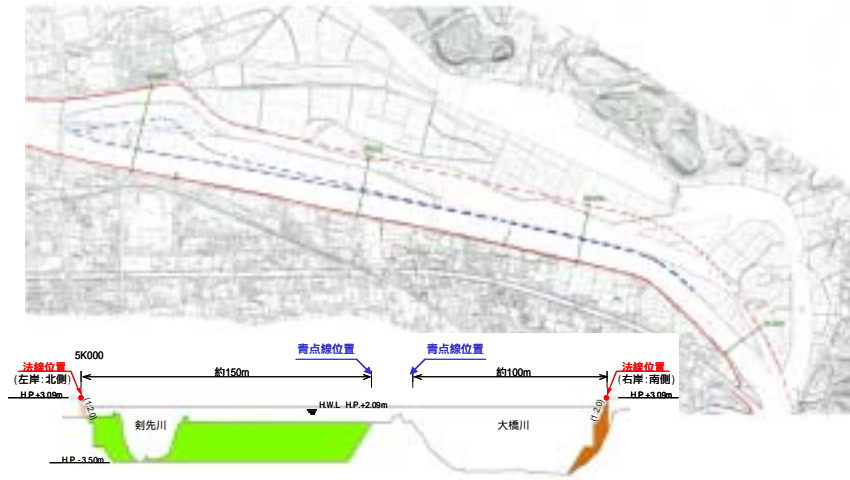 5K000
法線位置
(左岸:北側)
H.P.+3.09m
約150m
青点線位置
青点線位置
約100m
法線位置
(右岸:南側)
H.P.+3.09m
(1:2.0)
H.W.L H.P.+2.09m
(1:2.0)
剣先川
大橋川
H.P.-3.50m